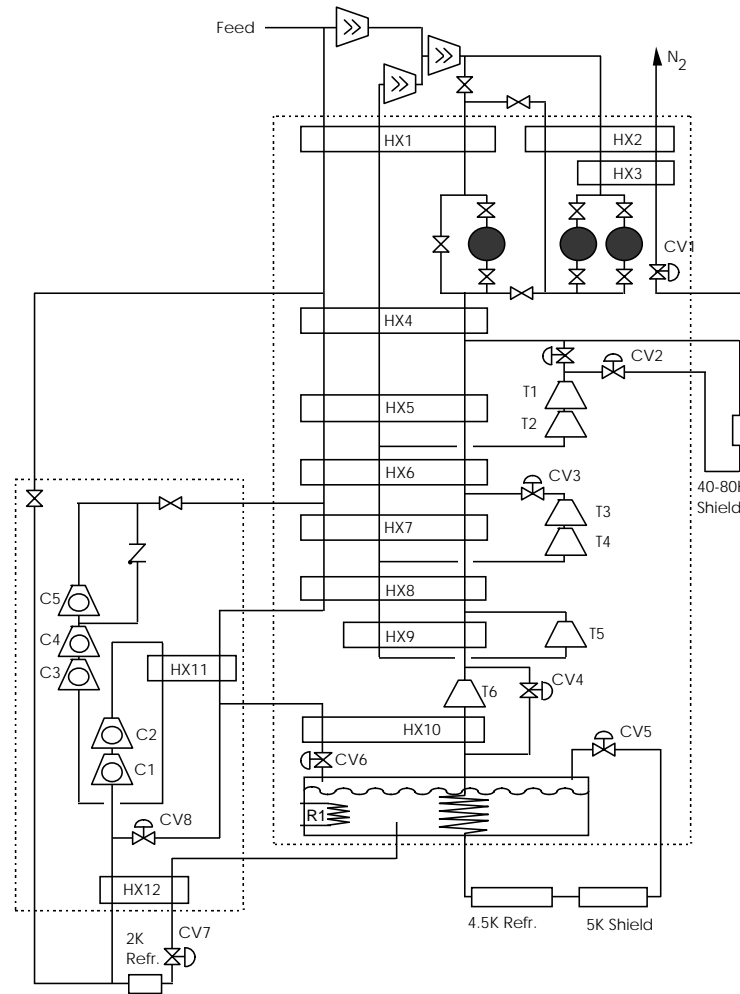 Feed
N2
HX1
HX2
HX3
CV1
HX4
CV2
T1
HX5
T2
HX6
CV3
40-80K
Shield
T3
HX7
T4
HX8
C5
C4
T5
HX9
C3
HX11
CV4
T6
C2
HX10
CV5
CV6
C1
R1
CV8
HX12
4.5K Refr.
5K Shield
2K
Refr.
CV7